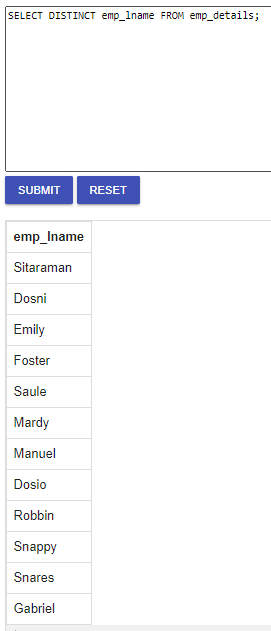 SELECT DISTINCT emp_lname FROM emp_details;
SUBMIT RESET
emp_lname
Sitaraman
Dosni
Emily
Foster
Saule
Mardy
Manuel
Dosio
Robbin
Snappy
Snares
Gabriel